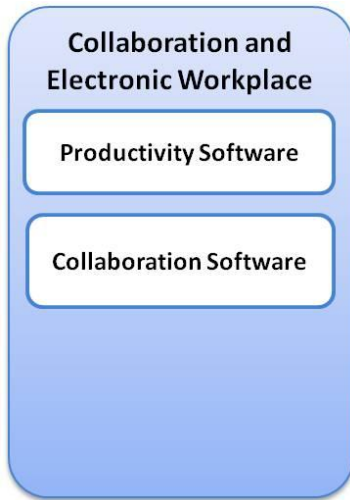 Collaboration and
Electronic Workplace
Productivity Software
Collaboration Software